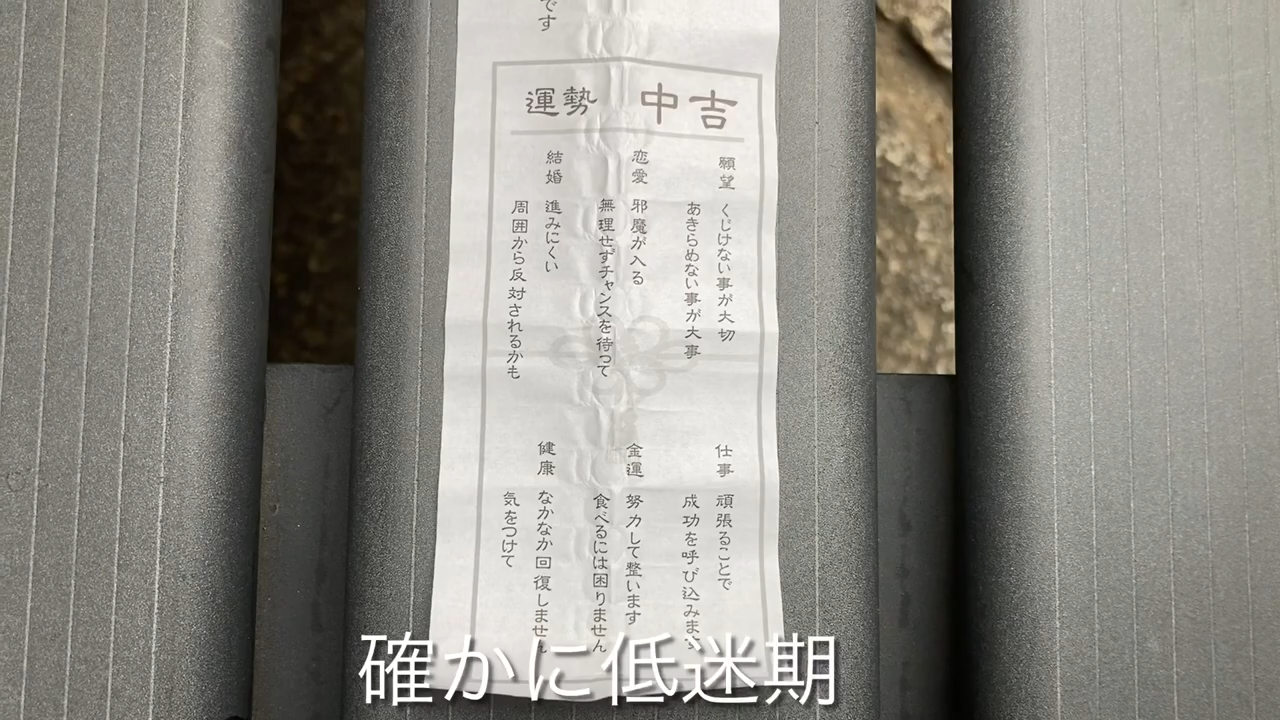 です
運勢 中吉
願望 くじけない事が大切
あきらめない事が大事
恋愛 邪魔が入る
無理せずチャンスを待って
結婚 進みにくい
周囲から反対されるかも
仕事 頑張ることで
成功を呼び込みます
金運 努力して整います
食べるには困りません
健康 なかなか回復しません
気をつけて
確かに低迷期